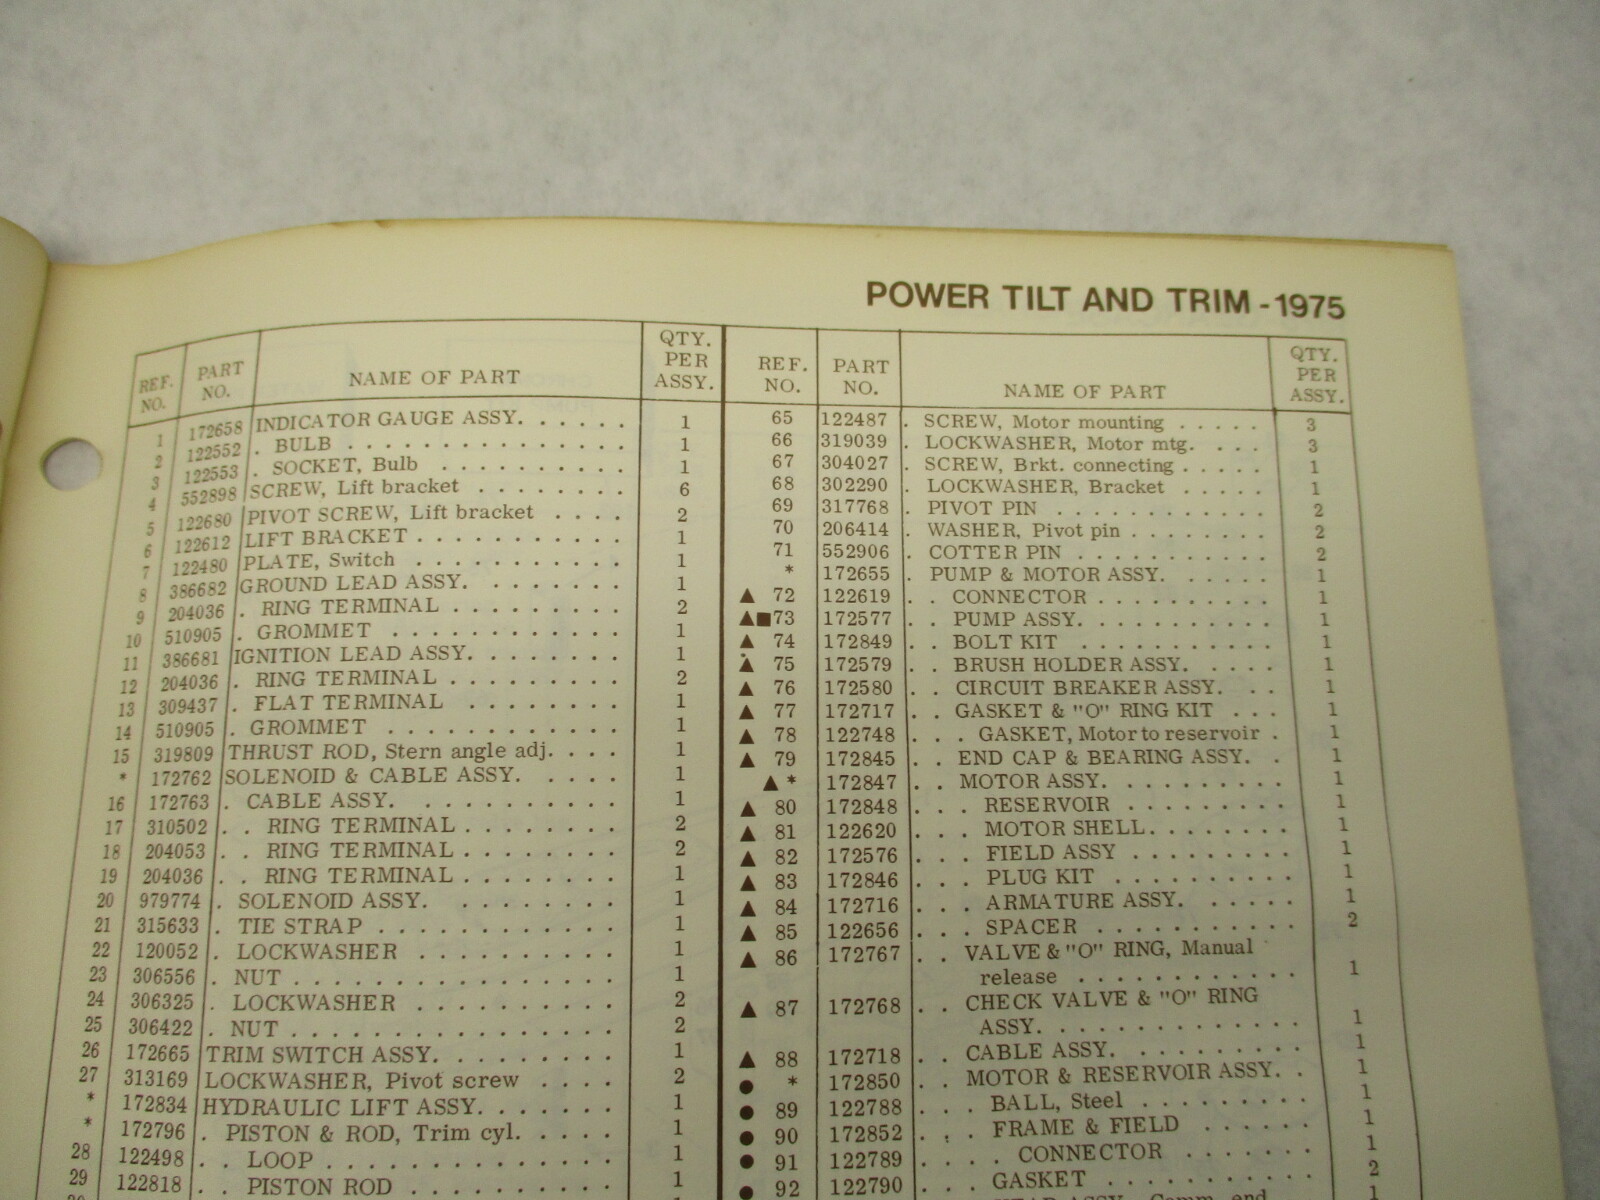 POWER TILT AND TRIM - 1975
REF. NO. PART NO. NAME OF PART QTY. PER ASSY.
1 172658 INDICATOR GAUGE ASSY. . . . . . 1
2 122552 . BULB . . . . . . . . . . . . . . 1
3 122553 . SOCKET, Bulb . . . . . . . . . . 1
4 552898 SCREW, Lift bracket . . . . . . . . 6
5 122680 PIVOT SCREW, Lift bracket . . . . 2
6 122612 LIFT BRACKET . . . . . . . . . . . 1
7 122480 PLATE, Switch . . . . . . . . . . . 1
8 386682 GROUND LEAD ASSY. . . . . . . . 1
9 204036 . RING TERMINAL . . . . . . . . . 2
10 510905 . GROMMET . . . . . . . . . . . . 1
11 386681 IGNITION LEAD ASSY. . . . . . . . 1
12 204036 . RING TERMINAL . . . . . . . . . 2
13 309437 . FLAT TERMINAL . . . . . . . . 1
14 510905 . GROMMET . . . . . . . . . . . . 1
15 319809 THRUST ROD, Stern angle adj. . . . 1
* 172762 SOLENOID & CABLE ASSY. . . . . 1
16 172763 . CABLE ASSY. . . . . . . . . . . 1
17 310502 . . RING TERMINAL . . . . . . . . 2
18 204053 . . RING TERMINAL . . . . . . . . 2
19 204036 . . RING TERMINAL . . . . . . . . 1
20 979774 . SOLENOID ASSY. . . . . . . . . 1
21 315633 . TIE STRAP . . . . . . . . . . . . 1
22 120052 . LOCKWASHER . . . . . . . . . . 1
23 306556 . NUT . . . . . . . . . . . . . . . . 1
24 306325 . LOCKWASHER . . . . . . . . . . 2
25 306422 . NUT . . . . . . . . . . . . . . . . 2
26 172665 TRIM SWITCH ASSY. . . . . . . . . 1
27 313169 LOCKWASHER, Pivot screw . . . . 2
* 172834 HYDRAULIC LIFT ASSY. . . . . . . 1
* 172796 . PISTON & ROD, Trim cyl. . . . . 1
28 122498 . . LOOP . . . . . . . . . . . . . . 1
29 122818 . . PISTON ROD . . . . . . . . . . 1
REF. NO. PART NO. NAME OF PART QTY. PER ASSY.
65 122487 . SCREW, Motor mounting . . . . . 3
66 319039 . LOCKWASHER, Motor mtg. . . . 3
67 304027 . SCREW, Brkt. connecting . . . . . 1
68 302290 . LOCKWASHER, Bracket . . . . . 1
69 317768 . PIVOT PIN . . . . . . . . . . . . 2
70 206414 . WASHER, Pivot pin . . . . . . . . 2
71 552906 . COTTER PIN . . . . . . . . . . . 2
* 172655 . PUMP & MOTOR ASSY. . . . . . . 1
▲ 72 122619 . . CONNECTOR . . . . . . . . . . 1
▲■73 172577 . . PUMP ASSY. . . . . . . . . . . 1
▲ 74 172849 . . BOLT KIT . . . . . . . . . . . 1
▲ 75 172579 . . BRUSH HOLDER ASSY. . . . . 1
▲ 76 172580 . . CIRCUIT BREAKER ASSY. . . 1
▲ 77 172717 . . GASKET & "O" RING KIT . . . 1
▲ 78 122748 . . . GASKET, Motor to reservoir . 1
▲ 79 172845 . . END CAP & BEARING ASSY. . 1
▲ * 172847 . . MOTOR ASSY. . . . . . . . . . 1
▲ 80 172848 . . . RESERVOIR . . . . . . . . . 1
▲ 81 122620 . . . MOTOR SHELL. . . . . . . . 1
▲ 82 172576 . . . FIELD ASSY . . . . . . . . . 1
▲ 83 172846 . . . PLUG KIT . . . . . . . . . . 1
▲ 84 172716 . . . ARMATURE ASSY. . . . . . 1
▲ 85 122656 . . . SPACER . . . . . . . . . . . 2
▲ 86 172767 . . VALVE & "O" RING, Manual
release . . . . . . . . . . . . 1
▲ 87 172768 . . CHECK VALVE & "O" RING
ASSY. . . . . . . . . . . . . . 1
▲ 88 172718 . . CABLE ASSY. . . . . . . . . . 1
● * 172850 . . MOTOR & RESERVOIR ASSY. . . 1
● 89 122788 . . . BALL, Steel . . . . . . . . . 1
● 90 172852 . . . FRAME & FIELD . . . . . . 1
● 91 122789 . . . . CONNECTOR . . . . . . . 1
● 92 122790 . . . GASKET . . . . . . . . . . . 2